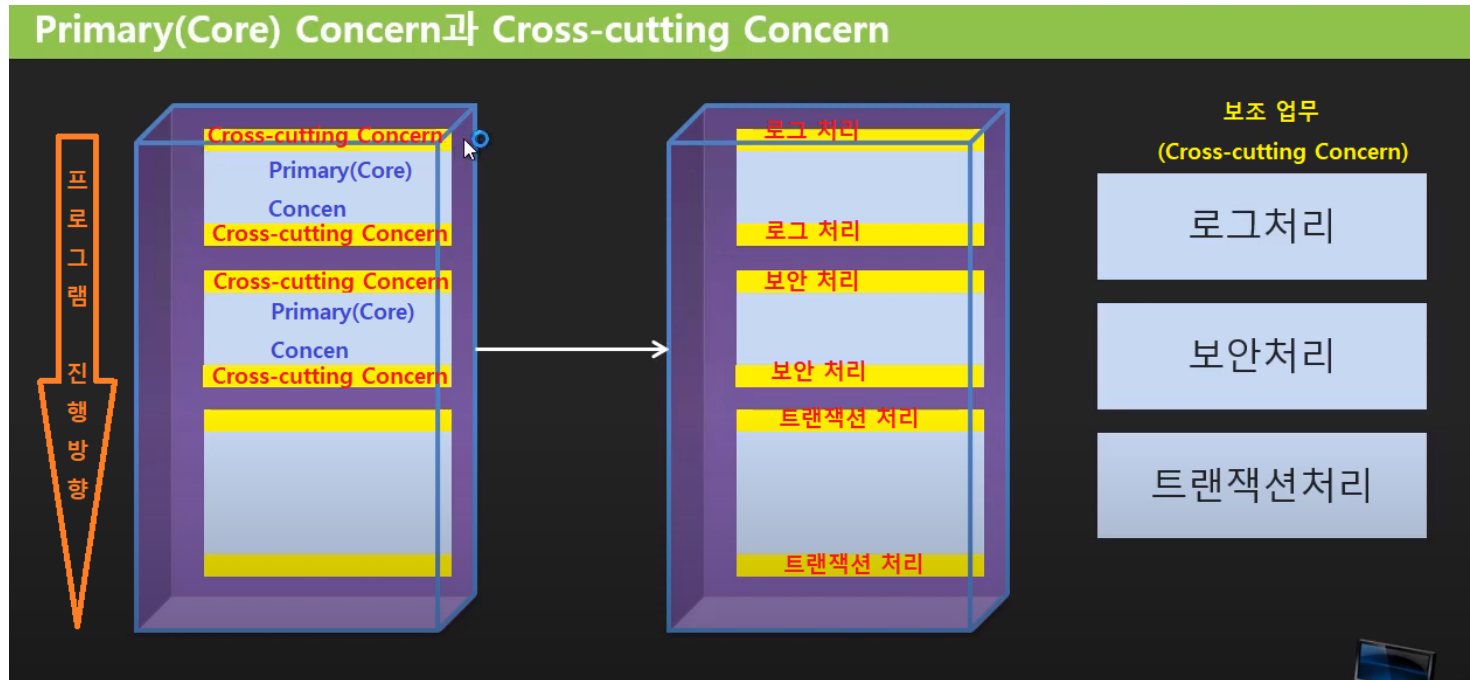 Primary(Core) Concern과 Cross-cutting Concern
프로그램 진행방향
Cross-cutting Concern
Primary(Core)
Concen
Cross-cutting Concern
Cross-cutting Concern
Primary(Core)
Concen
Cross-cutting Concern
로그 처리
로그 처리
보안 처리
보안 처리
트랜잭션 처리
트랜잭션 처리
보조 업무
(Cross-cutting Concern)
로그처리
보안처리
트랜잭션처리